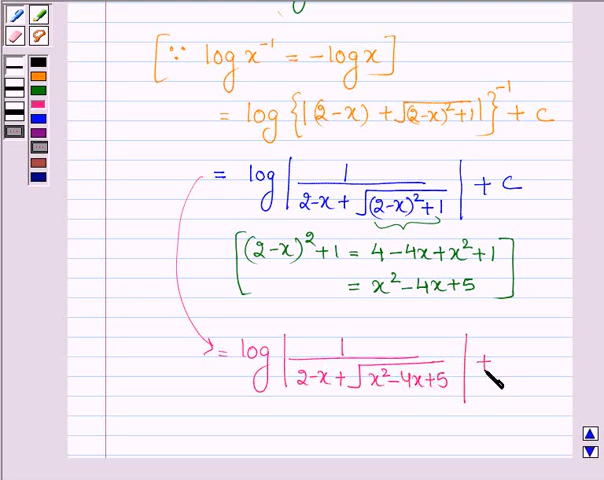 [∵ log x⁻¹ = -log x]
= log{|(2-x) + √(2-x)²+1|}⁻¹ + c
= log|1/(2-x+√(2-x)²+1)| + c
[(2-x)²+1 = 4-4x+x²+1
= x²-4x+5]
= log|1/(2-x+√x²-4x+5)| +